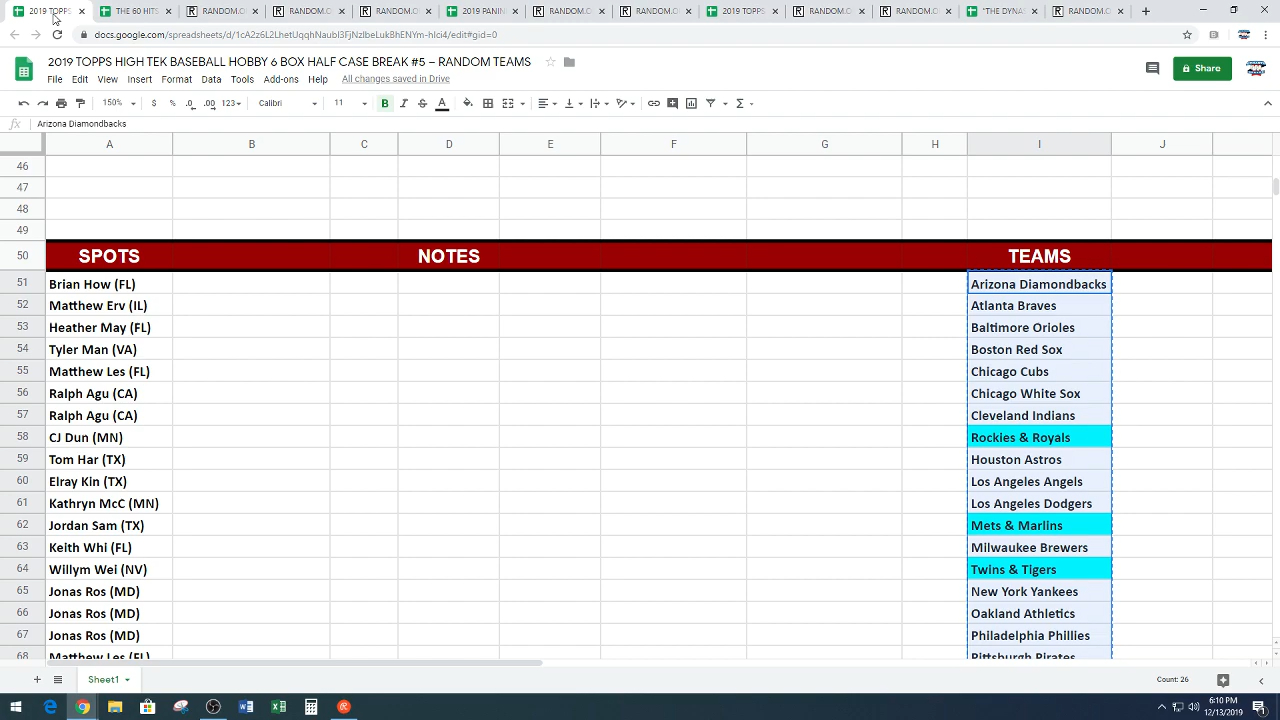 2019 TOPPS
THE 60 HITS
RANDOM.C
RANDOM.C
RANDOM.C
2019 PANIN
RANDOM.C
RANDOM.C
2019 TOPPS
RANDOM.C
RANDOM.C
"THE DYNAS
RANDOM.C
docs.google.com/spreadsheets/d/1cA2z6L2LhetUqqhNaubI3FjNzIbeLukBhENYm-hIci4/edit#gid=0
2019 TOPPS HIGH TEK BASEBALL HOBBY 6 BOX HALF CASE BREAK #5 – RANDOM TEAMS
Share
File Edit View Insert Format Data Tools Add-ons Help All changes saved in Drive
150% $ % .0 .00 123 Calibri 11 B I S A
fx Arizona Diamondbacks
A B C D E F G H I J
46
47
48
49
50 SPOTS NOTES TEAMS
51 Brian How (FL) Arizona Diamondbacks
52 Matthew Erv (IL) Atlanta Braves
53 Heather May (FL) Baltimore Orioles
54 Tyler Man (VA) Boston Red Sox
55 Matthew Les (FL) Chicago Cubs
56 Ralph Agu (CA) Chicago White Sox
57 Ralph Agu (CA) Cleveland Indians
58 CJ Dun (MN) Rockies & Royals
59 Tom Har (TX) Houston Astros
60 Elray Kin (TX) Los Angeles Angels
61 Kathryn McC (MN) Los Angeles Dodgers
62 Jordan Sam (TX) Mets & Marlins
63 Keith Whi (FL) Milwaukee Brewers
64 Willym Wei (NV) Twins & Tigers
65 Jonas Ros (MD) New York Yankees
66 Jonas Ros (MD) Oakland Athletics
67 Jonas Ros (MD) Philadelphia Phillies
68 Matthew Les (FL) Pittsburgh Pirates
Sheet1 Count: 26
6:10 PM
12/13/2019